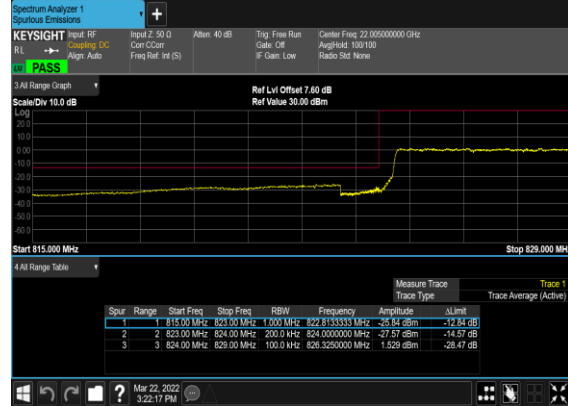 Spectrum Analyzer 1
Spurious Emissions
KEYSIGHT Input: RF Input Z: 50 Ω Atten: 40 dB Trig: Free Run Center Freq: 22.005000000 GHz
RL Coupling: DC Corr CCorr Gate: Off Avg|Hold: 100/100
Align: Auto Freq Ref: Int (S) IF Gain: Low Radio Std: None
PASS
3 All Range Graph
Ref Lvl Offset 7.60 dB
Scale/Div 10.0 dB Ref Value 30.00 dBm
Log
20.0
10.0
0.00
-10.0
-20.0
-30.0
-40.0
-50.0
-60.0
Start 815.000 MHz Stop 829.000 MH
4 All Range Table
Measure Trace Trace 1
Trace Type Trace Average (Active)
Spur Range Start Freq Stop Freq RBW Frequency Amplitude ΔLimit
1 1 815.00 MHz 823.00 MHz 1.000 MHz 822.8133333 MHz -25.84 dBm -12.84 dB
2 2 823.00 MHz 824.00 MHz 200.0 kHz 824.0000000 MHz -27.57 dBm -14.57 dB
3 3 824.00 MHz 829.00 MHz 100.0 kHz 826.3250000 MHz 1.529 dBm -28.47 dB
? Mar 22, 2022
3:22:17 PM